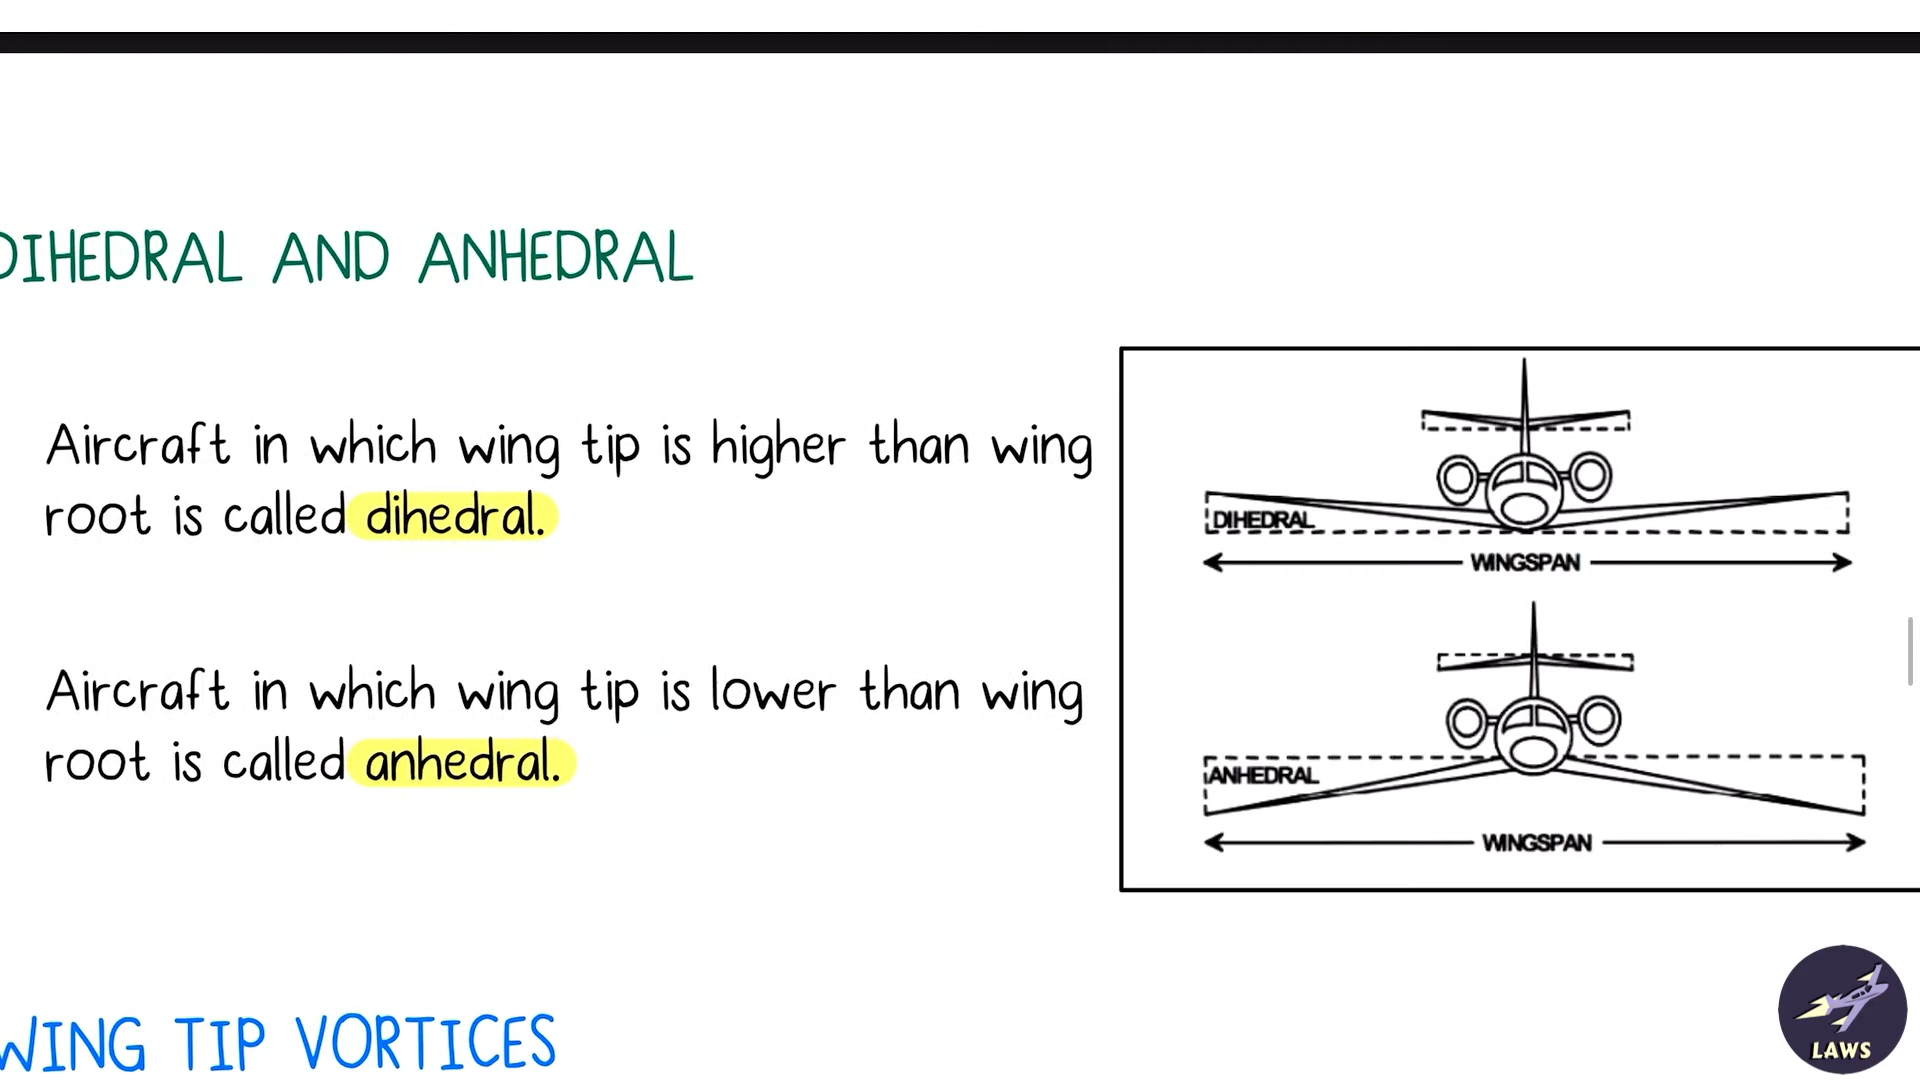 DIHEDRAL AND ANHEDRAL
Aircraft in which wing tip is higher than wing
root is called dihedral.
DIHEDRAL
WINGSPAN
Aircraft in which wing tip is lower than wing
root is called anhedral.
ANHEDRAL
WINGSPAN
WING TIP VORTICES
LAWS